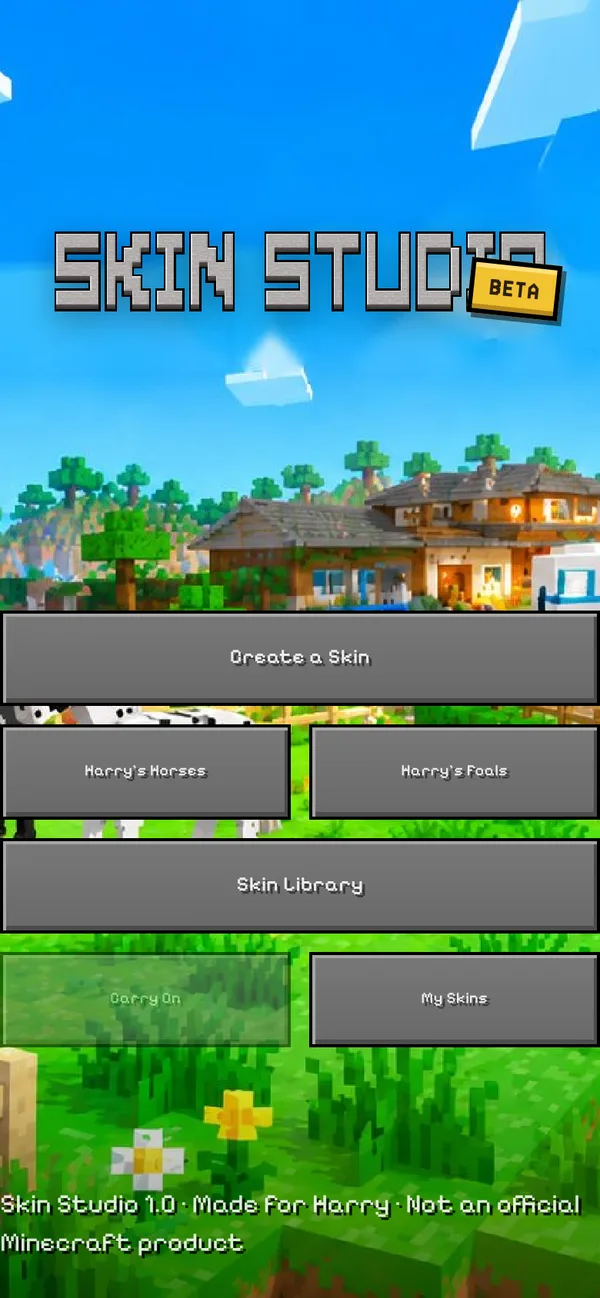 SKIN STUDIO
BETA
Create a Skin
Harry's Horses
Harry's Foals
Skin Library
Carry On
My Skins
Skin Studio 1.0 · Made for Harry · Not an official
Minecraft product